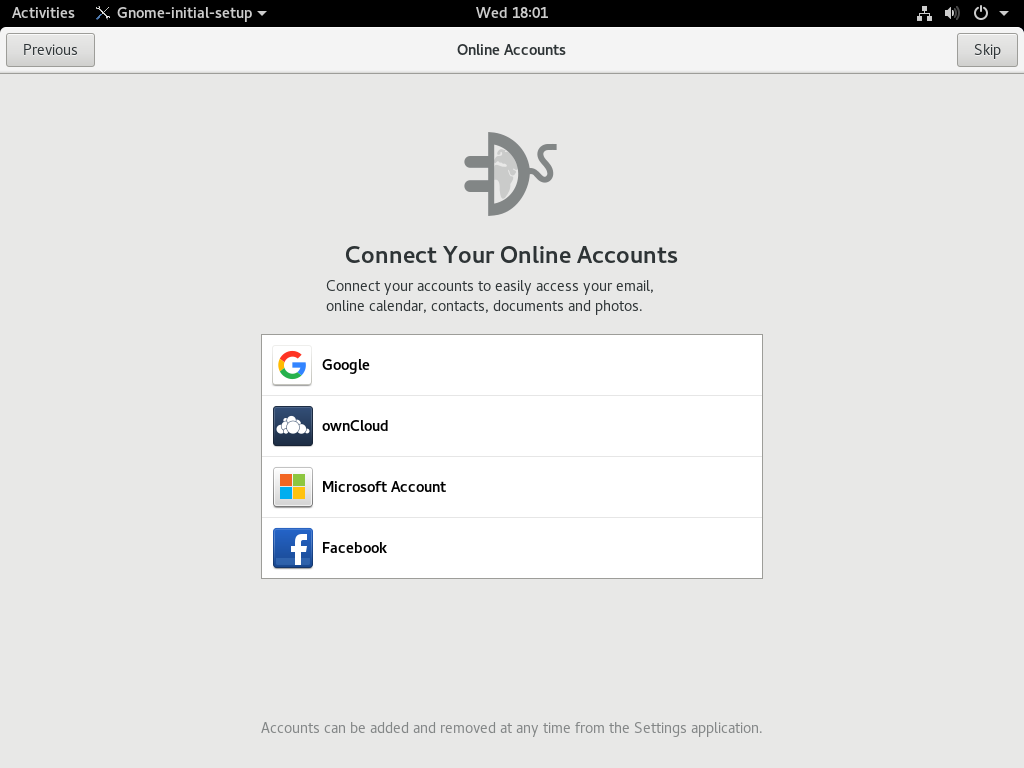 Activities Gnome-initial-setup Wed 18:01
Previous Online Accounts Skip
Connect Your Online Accounts
Connect your accounts to easily access your email,
online calendar, contacts, documents and photos.
Google
ownCloud
Microsoft Account
Facebook
Accounts can be added and removed at any time from the Settings application.